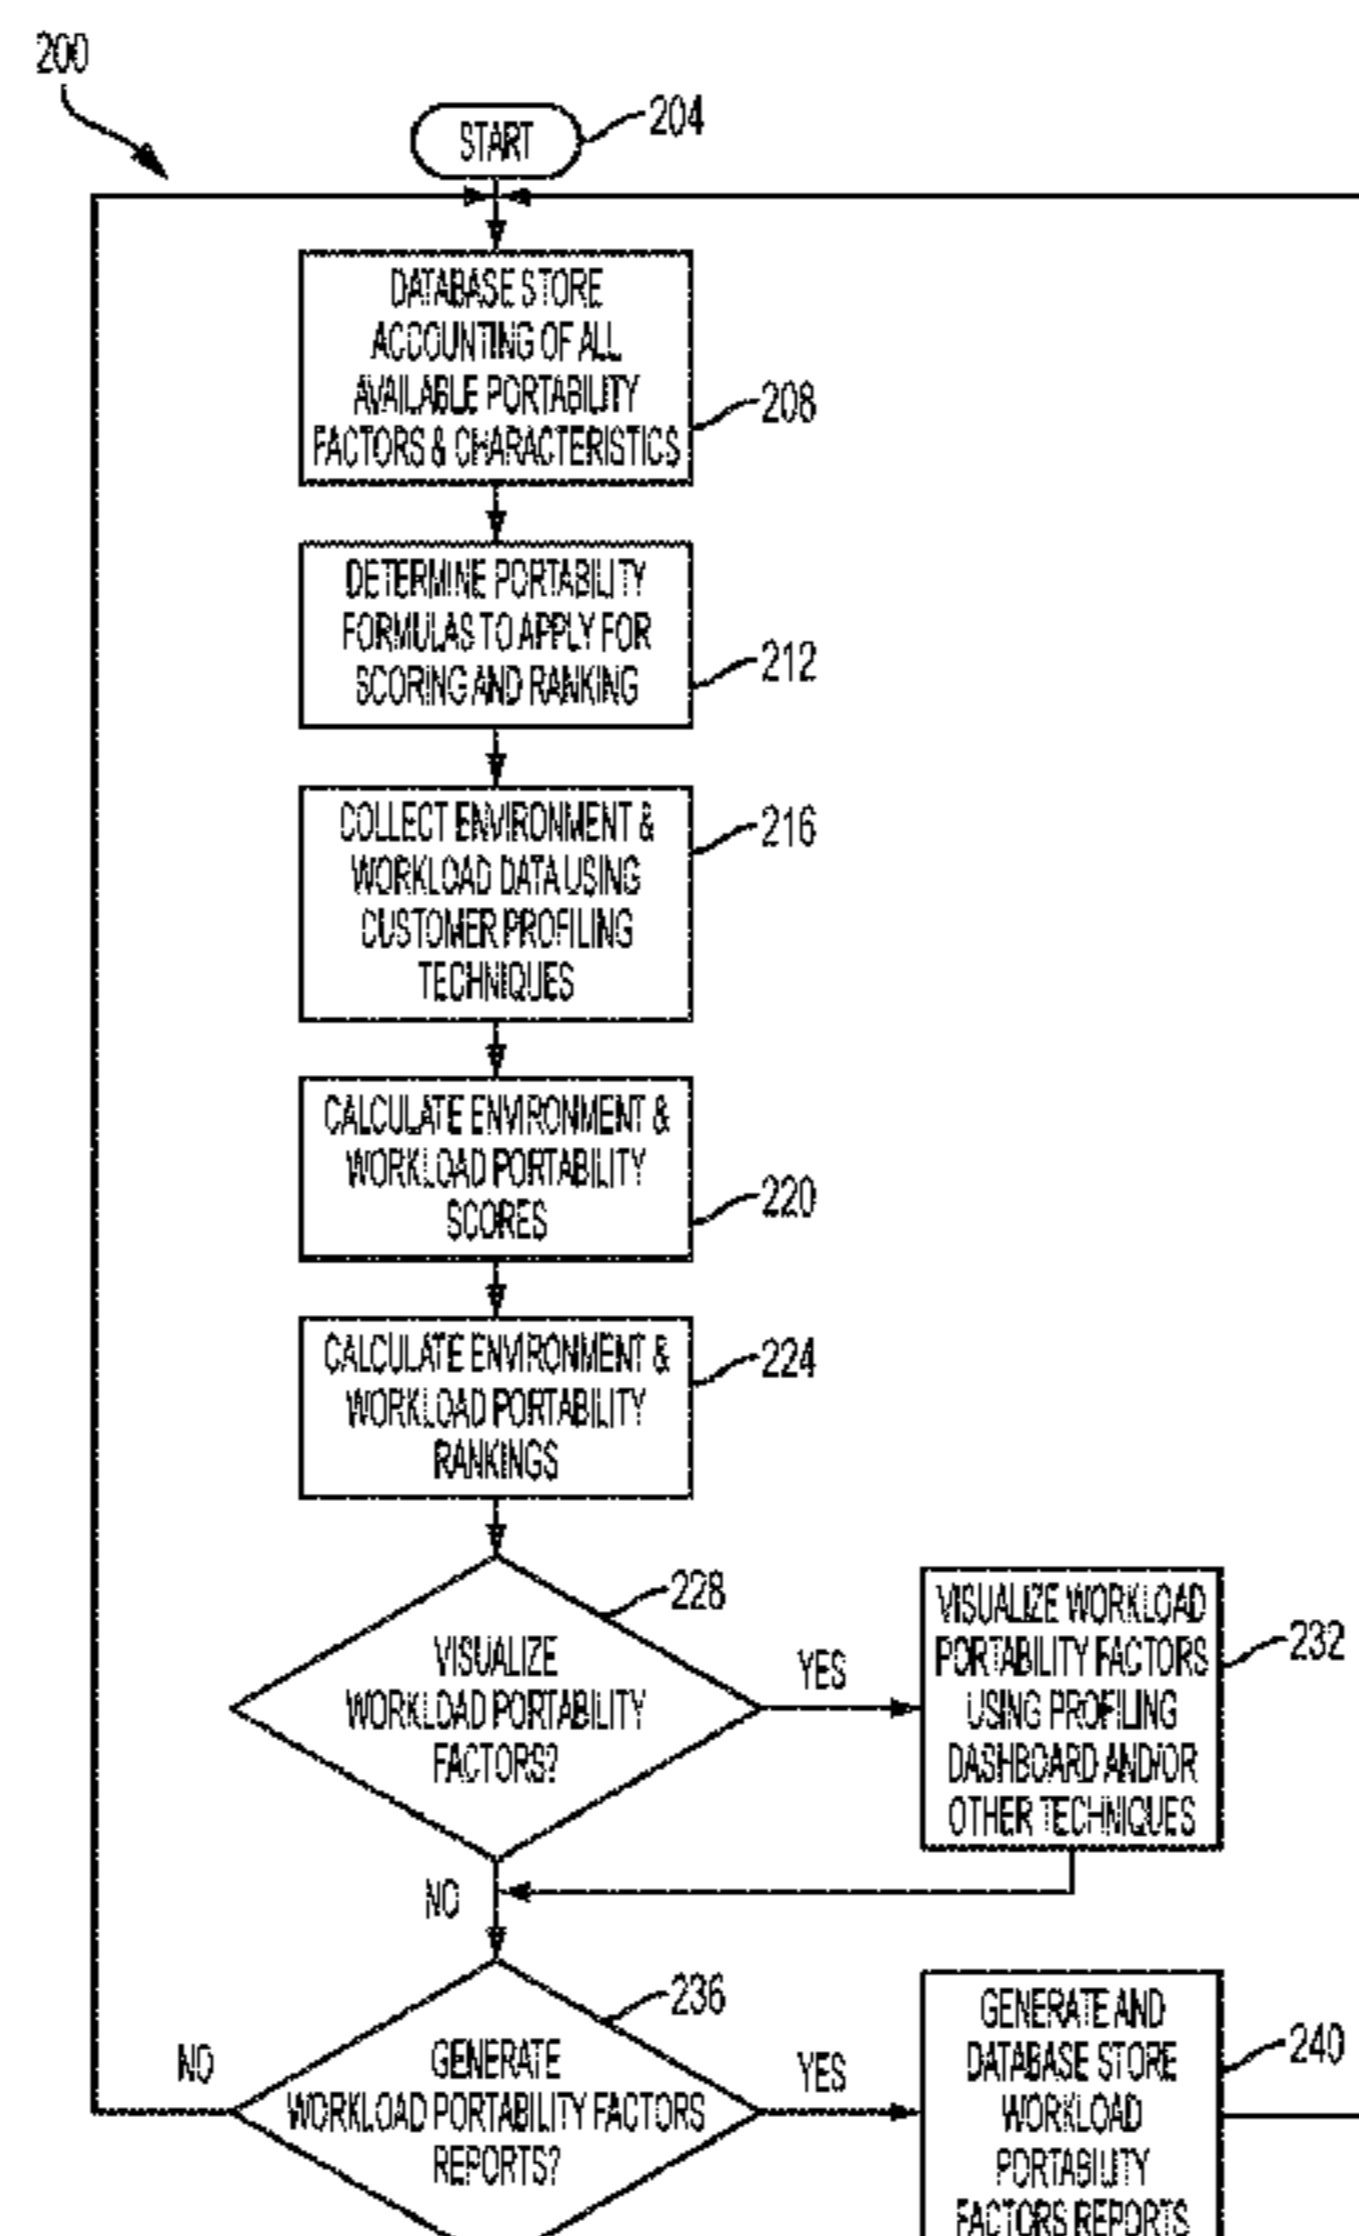 200
START
204
DATABASE STORE
ACCOUNTING OF ALL
AVAILABLE PORTABILITY
FACTORS & CHARACTERISTICS
208
DETERMINE PORTABILITY
FORMULAS TO APPLY FOR
SCORING AND RANKING
212
COLLECT ENVIRONMENT &
WORKLOAD DATA USING
CUSTOMER PROFILING
TECHNIQUES
216
CALCULATE ENVIRONMENT &
WORKLOAD PORTABILITY
SCORES
220
CALCULATE ENVIRONMENT &
WORKLOAD PORTABILITY
RANKINGS
224
VISUALIZE
WORKLOAD PORTABILITY
FACTORS?
228
YES
VISUALIZE WORKLOAD
PORTABILITY FACTORS
USING PROFILING
DASHBOARD AND/OR
OTHER TECHNIQUES
232
NO
GENERATE
WORKLOAD PORTABILITY FACTORS
REPORTS?
236
NO
YES
GENERATE AND
DATABASE STORE
WORKLOAD
PORTABILITY
FACTORS REPORTS
240